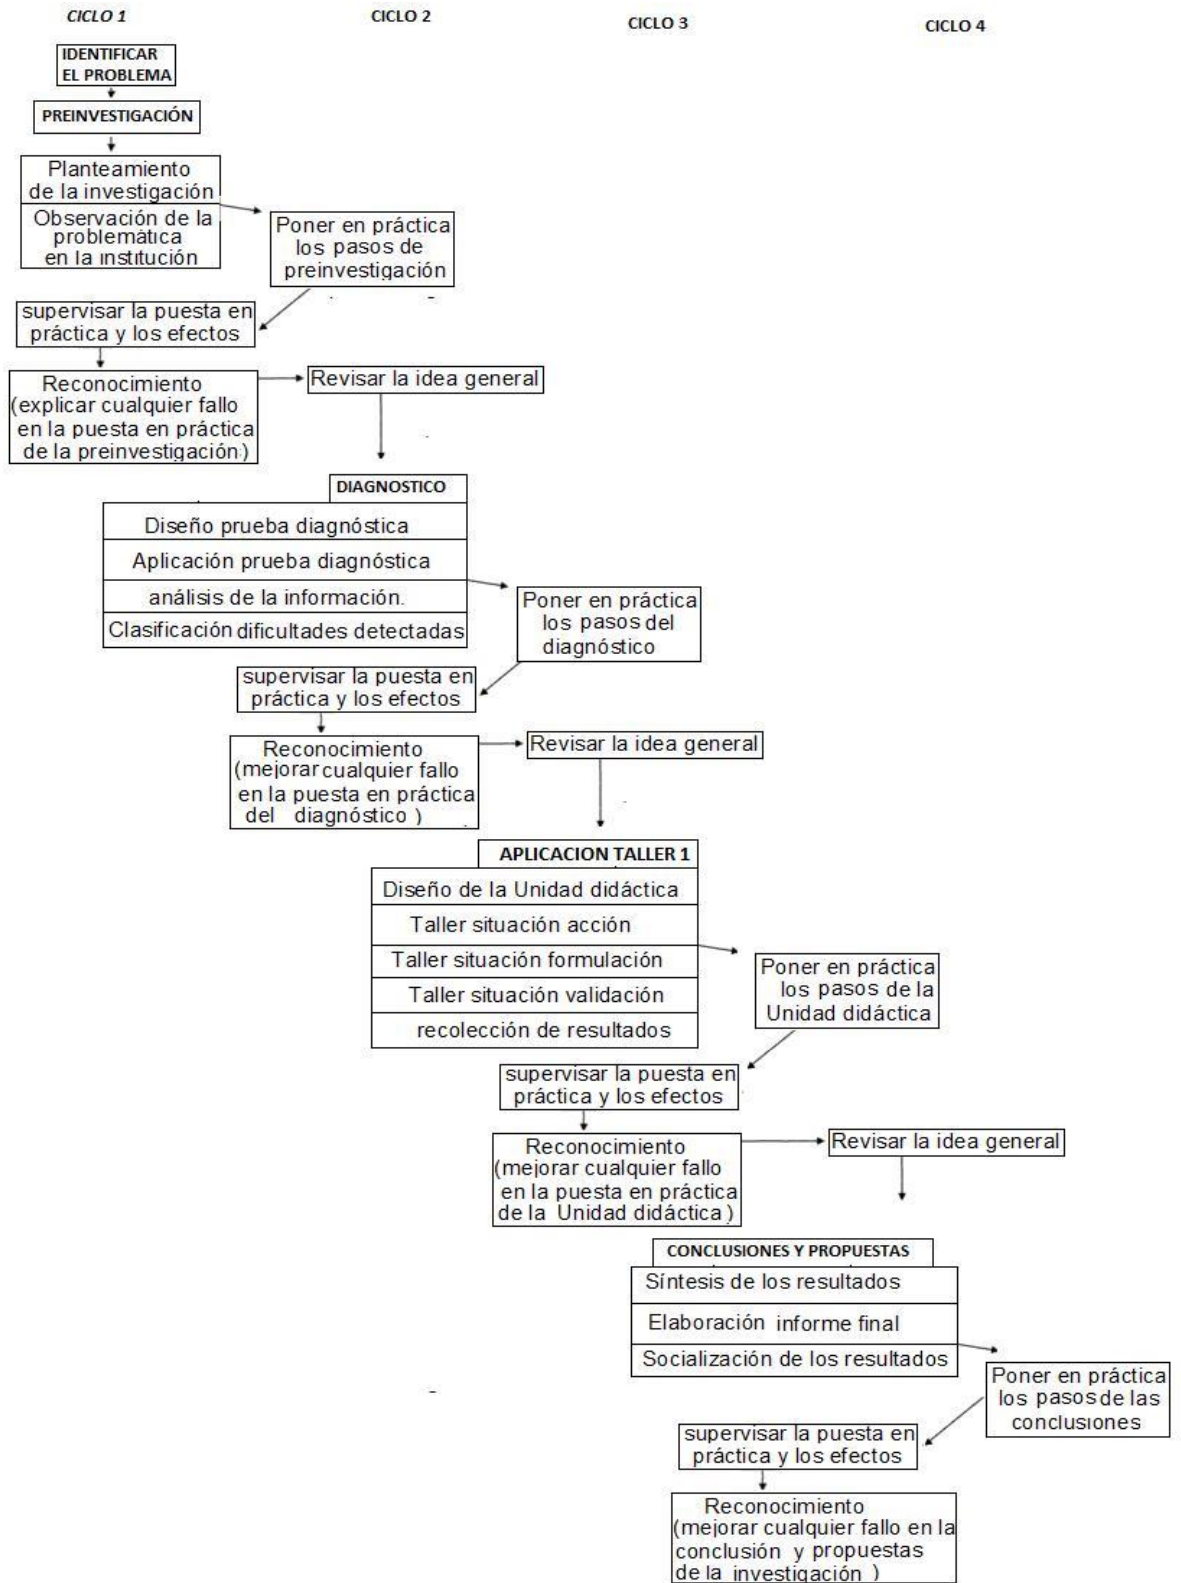 CICLO 1
CICLO 2
CICLO 3
CICLO 4
IDENTIFICAR
EL PROBLEMA
PREINVESTIGACIÓN
Planteamiento
de la investigación
Observación de la
problemática
en la institución
Poner en práctica
los pasos de
preinvestigación
supervisar la puesta en
práctica y los efectos
Reconocimiento
(explicar cualquier fallo
en la puesta en práctica
de la preinvestigación)
Revisar la idea general
DIAGNOSTICO
Diseño prueba diagnóstica
Aplicación prueba diagnóstica
análisis de la información.
Clasificación dificultades detectadas
Poner en práctica
los pasos del
diagnóstico
supervisar la puesta en
práctica y los efectos
Reconocimiento
(mejorar cualquier fallo
en la puesta en práctica
del diagnóstico )
Revisar la idea general
APLICACION TALLER 1
Diseño de la Unidad didáctica
Taller situación acción
Taller situación formulación
Taller situación validación
recolección de resultados
Poner en práctica
los pasos de la
Unidad didáctica
supervisar la puesta en
práctica y los efectos
Reconocimiento
(mejorar cualquier fallo
en la puesta en práctica
de la Unidad didáctica )
Revisar la idea general
CONCLUSIONES Y PROPUESTAS
Síntesis de los resultados
Elaboración informe final
Socialización de los resultados
Poner en práctica
los pasos de las
conclusiones
supervisar la puesta en
práctica y los efectos
Reconocimiento
(mejorar cualquier fallo en la
conclusión y propuestas
de la investigación )